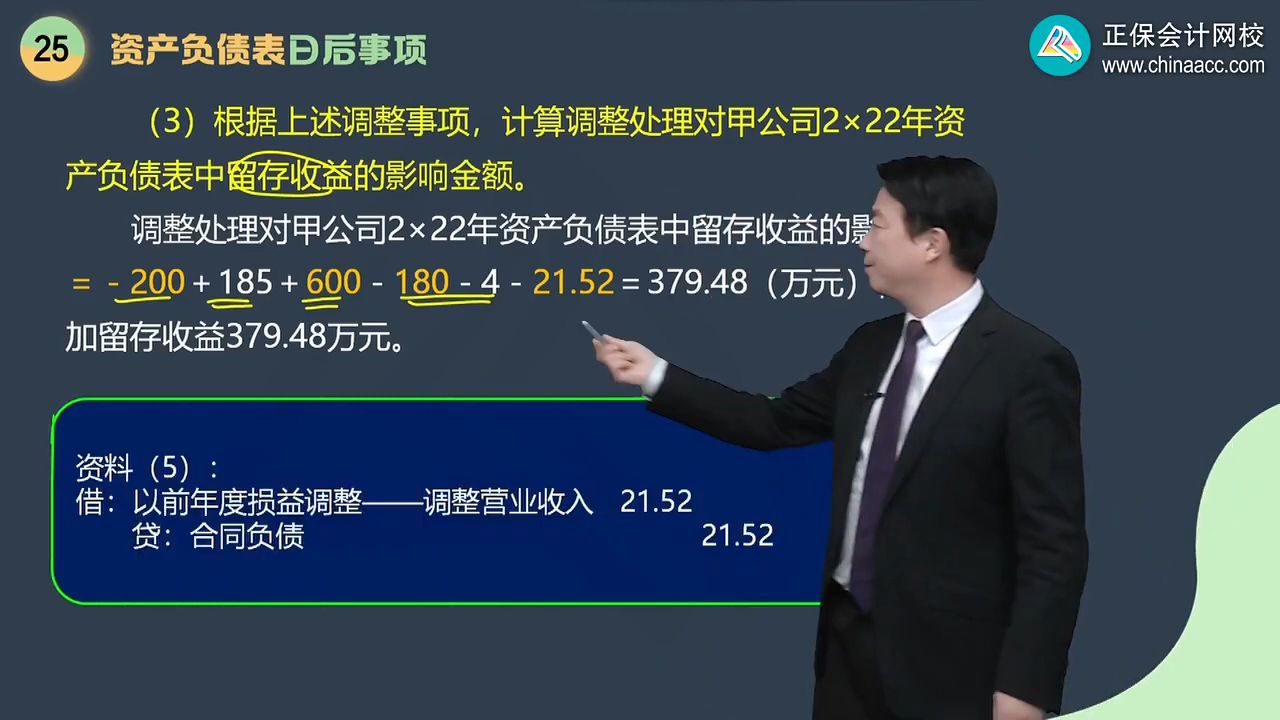 25 资产负债表日后事项
正保会计网校
www.chinaacc.com
（3）根据上述调整事项，计算调整处理对甲公司2×22年资
产负债表中留存收益的影响金额。
调整处理对甲公司2×22年资产负债表中留存收益的影
= - 200 + 185 + 600 - 180 - 4 - 21.52 = 379.48（万元）
加留存收益379.48万元。
资料（5）：
借：以前年度损益调整——调整营业收入 21.52
贷：合同负债 21.52